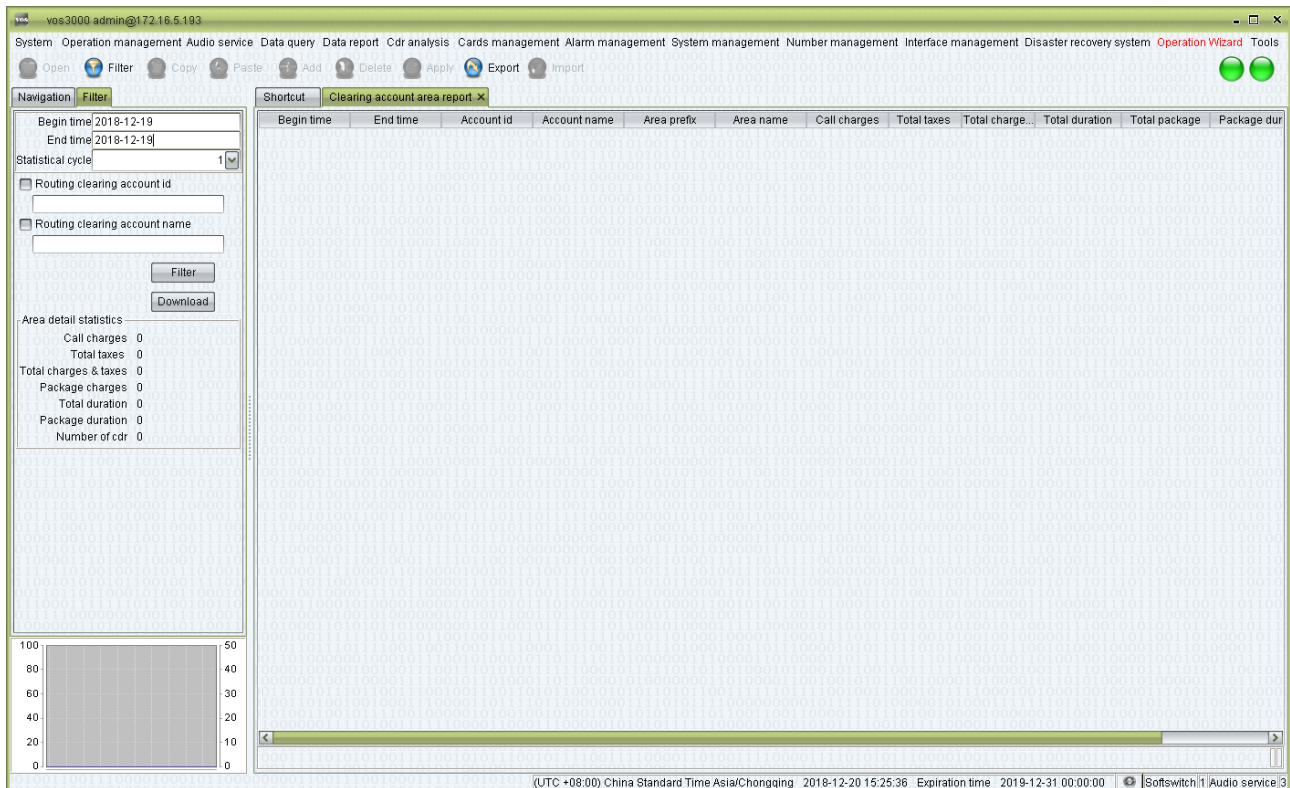 vos3000 admin@172.16.5.193
System Operation management Audio service Data query Data report Cdr analysis Cards management Alarm management System management Number management Interface management Disaster recovery system Operation Wizard Tools
Open Filter Copy Paste Add Delete Apply Export Import
Navigation Filter
Begin time 2018-12-19
End time 2018-12-19
Statistical cycle 1
Routing clearing account id
Routing clearing account name
Filter
Download
Area detail statistics
Call charges 0
Total taxes 0
Total charges & taxes 0
Package charges 0
Total duration 0
Package duration 0
Number of cdr 0
100 50
80 40
60 30
40 20
20 10
0 0
Shortcut Clearing account area report
Begin time End time Account id Account name Area prefix Area name Call charges Total taxes Total charge... Total duration Total package Package dur
(UTC +08:00) China Standard Time Asia/Chongqing 2018-12-20 15:25:36 Expiration time 2019-12-31 00:00:00 Softswitch 1 Audio service 3